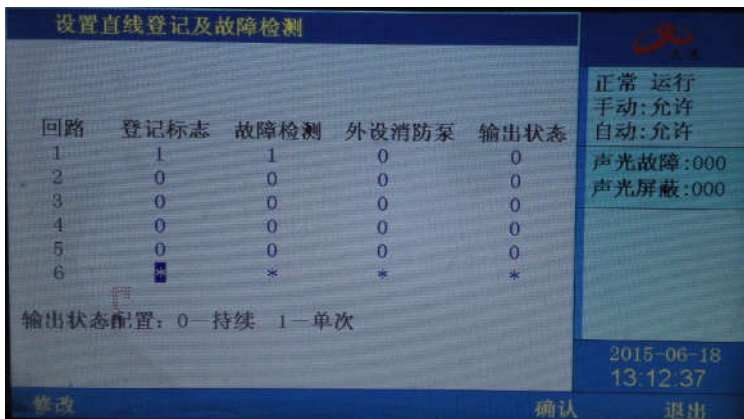 设置直线登记及故障检测
回路 登记标志 故障检测 外设消防泵 输出状态
1 1 1 0 0
2 0 0 0 0
3 0 0 0 0
4 0 0 0 0
5 0 0 0 0
6 * * * *
输出状态配置：0—持续 1—单次
修改 确认 退出
正常 运行
手动:允许
自动:允许
声光故障:000
声光屏蔽:000
2015-06-18
13:12:37